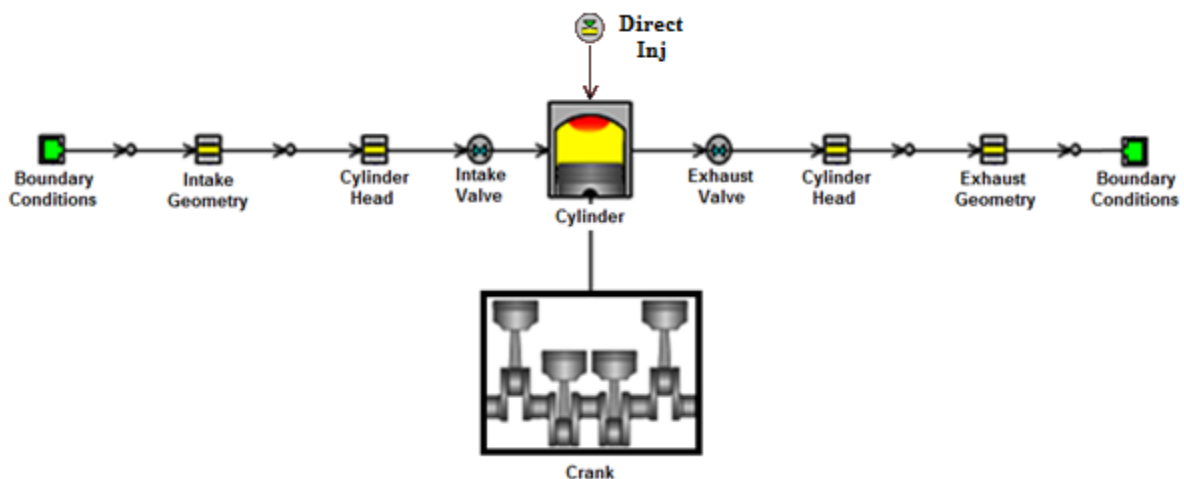 Direct
Inj
Boundary
Conditions
Intake
Geometry
Cylinder
Head
Intake
Valve
Cylinder
Exhaust
Valve
Cylinder
Head
Exhaust
Geometry
Boundary
Conditions
Crank